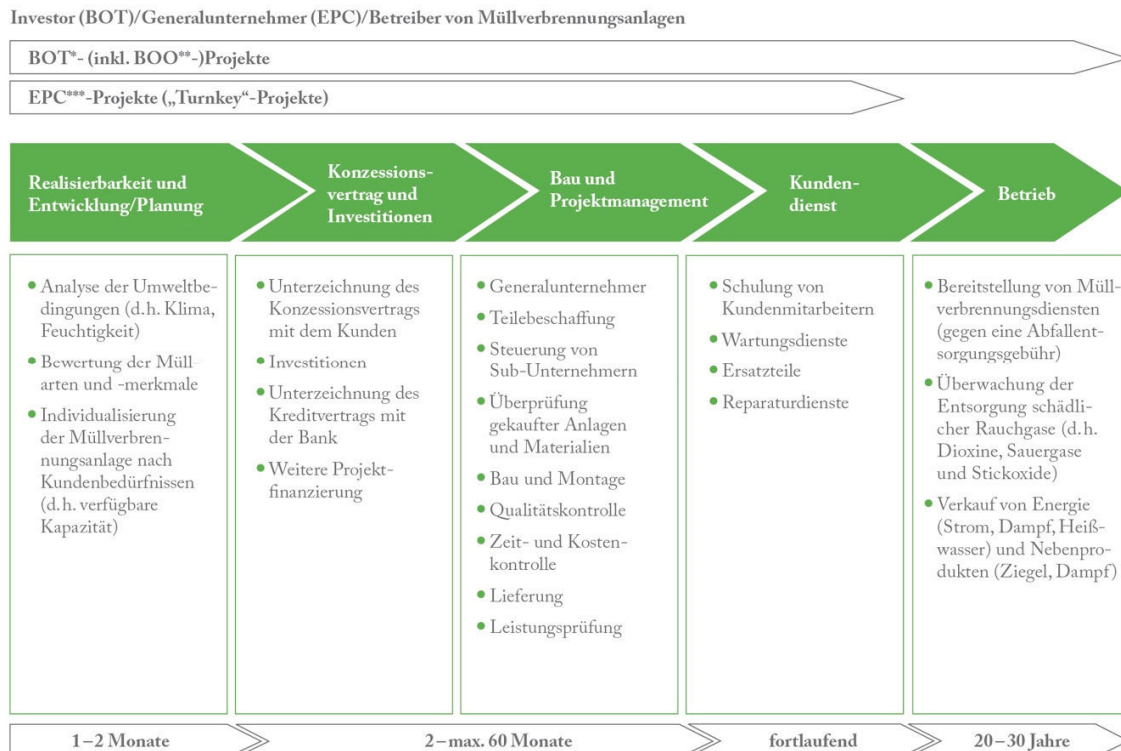 Investor (BOT)/Generalunternehmer (EPC)/Betreiber von Müllverbrennungsanlagen
BOT*- (inkl. BOO**-)Projekte
EPC***-Projekte („Turnkey“-Projekte)
Realisierbarkeit und
Entwicklung/Planung
Konzessions-
vertrag und
Investitionen
Bau und
Projektmanagement
Kunden-
dienst
Betrieb
• Analyse der Umweltbe-
dingungen (d. h. Klima,
Feuchtigkeit)
• Bewertung der Müll-
arten und -merkmale
• Individualisierung
der Müllverbren-
nungsanlage nach
Kundenbedürfnissen
(d. h. verfügbare
Kapazität)
• Unterzeichnung des
Konzessionsvertrags
mit dem Kunden
• Investitionen
• Unterzeichnung des
Kreditvertrags mit
der Bank
• Weitere Projekt-
finanzierung
• Generalunternehmer
• Teilebeschaffung
• Steuerung von
Sub-Unternehmern
• Überprüfung
gekaufter Anlagen
und Materialien
• Bau und Montage
• Qualitätskontrolle
• Zeit- und Kosten-
kontrolle
• Lieferung
• Leistungsprüfung
• Schulung von
Kundenmitarbeitern
• Wartungsdienste
• Ersatzteile
• Reparaturdienste
• Bereitstellung von Müll-
verbrennungsdiensten
(gegen eine Abfallent-
sorgungsgebühr)
• Überwachung der
Entsorgung schädli-
cher Rauchgase (d. h.
Dioxine, Sauergase
und Stickoxide)
• Verkauf von Energie
(Strom, Dampf, Heiß-
wasser) und Nebenpro-
dukten (Ziegel, Dampf)
1–2 Monate
2–max. 60 Monate
fortlaufend
20–30 Jahre